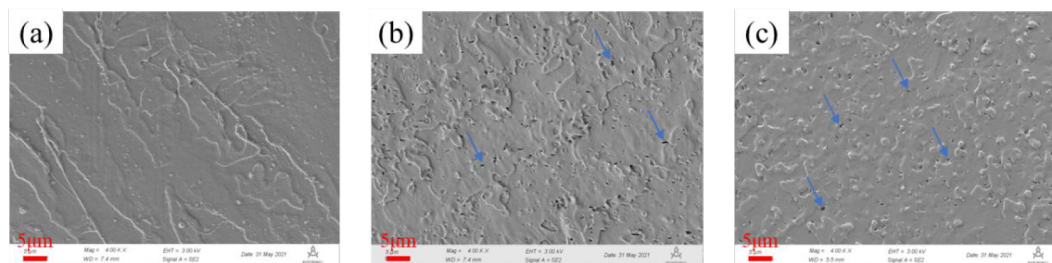 (a)
(b)
(c)
5μm
Mag = 4.00 K X
EHT = 3.00 kV
WD = 7.4 mm
Signal A = SE2
Date: 31 May 2021
5μm
Mag = 4.00 K X
EHT = 3.00 kV
WD = 7.4 mm
Signal A = SE2
Date: 31 May 2021
5μm
Mag = 4.00 K X
EHT = 3.00 kV
WD = 5.5 mm
Signal A = SE2
Date: 31 May 2021